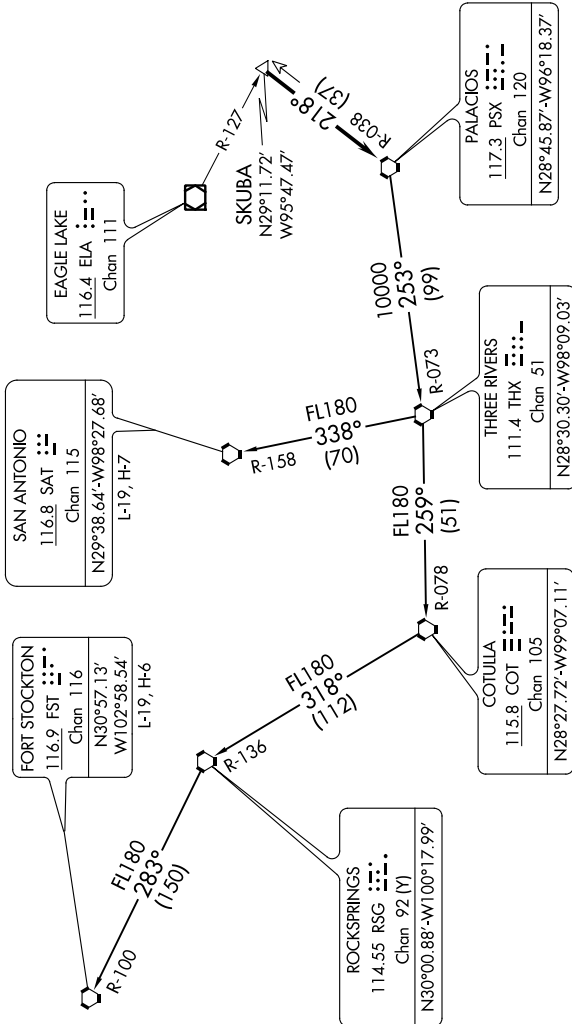 FORT STOCKTON
116.9 FST
Chan 116
N30°57.13'
W102°58.54'
L-19, H-6
SAN ANTONIO
116.8 SAT
Chan 115
N29°38.64'-W98°27.68'
L-19, H-7
EAGLE LAKE
116.4 ELA
Chan 111
R-127
SKUBA
N29°11.72'
W95°47.47'
218°
(37)
R-038
PALACIOS
117.3 PSX
Chan 120
N28°45.87'-W96°18.37'
10000
253°
(99)
R-073
THREE RIVERS
111.4 THX
Chan 51
N28°30.30'-W98°09.03'
FL180
338°
(70)
R-158
FL180
259°
(51)
R-078
COTULLA
115.8 COT
Chan 105
N28°27.72'-W99°07.11'
FL180
318°
(112)
R-136
ROCKSPRINGS
114.55 RSG
Chan 92 (Y)
N30°00.88'-W100°17.99'
FL180
283°
(150)
R-100